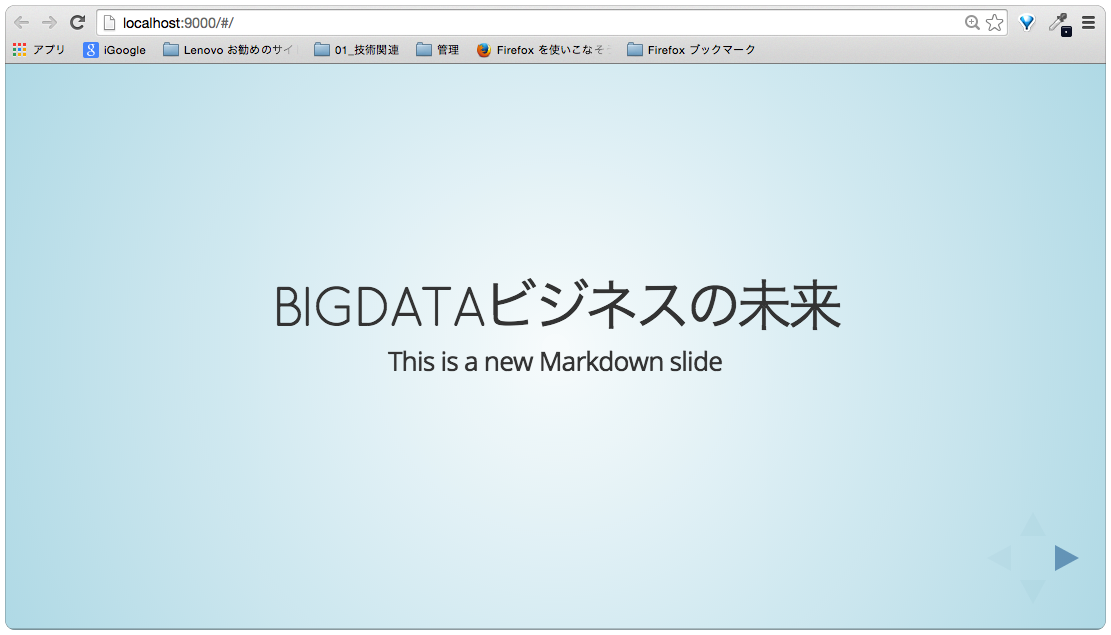 localhost:9000/#/
アプリ iGoogle Lenovo お勧めのサイ 01_技術関連 管理 Firefox を使いこなそ Firefox ブックマーク
BIGDATAビジネスの未来
This is a new Markdown slide